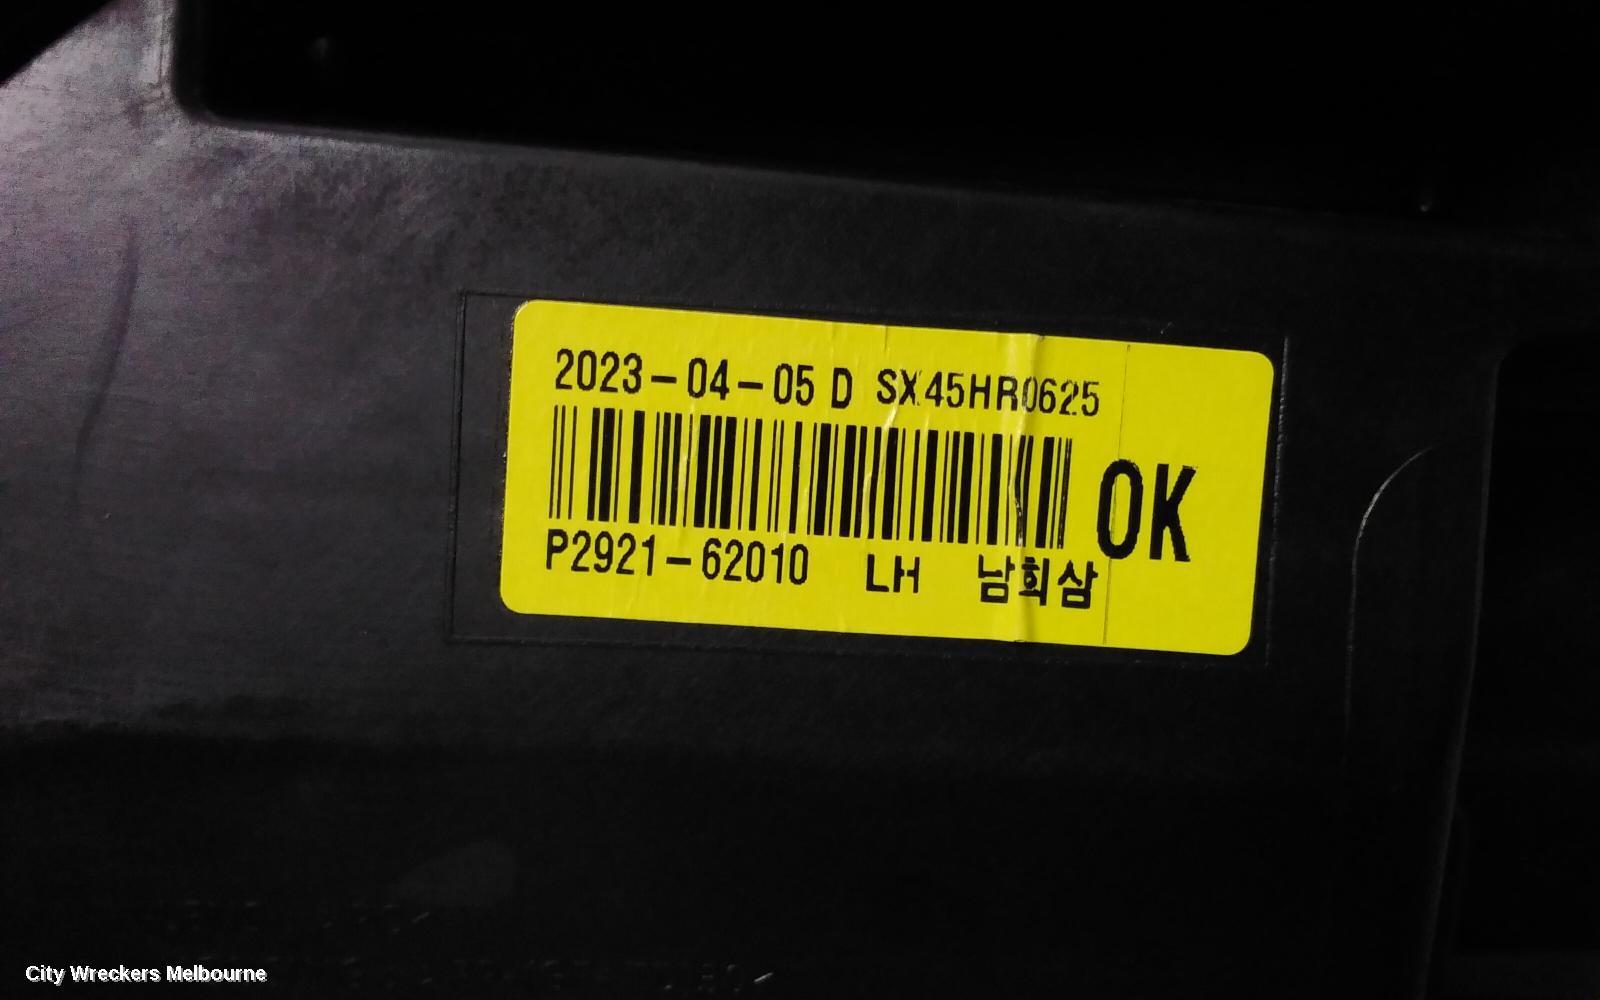 2023-04-05 D SX45HR0625
OK
P2921-62010 LH 남희삼
City Wreckers Melbourne